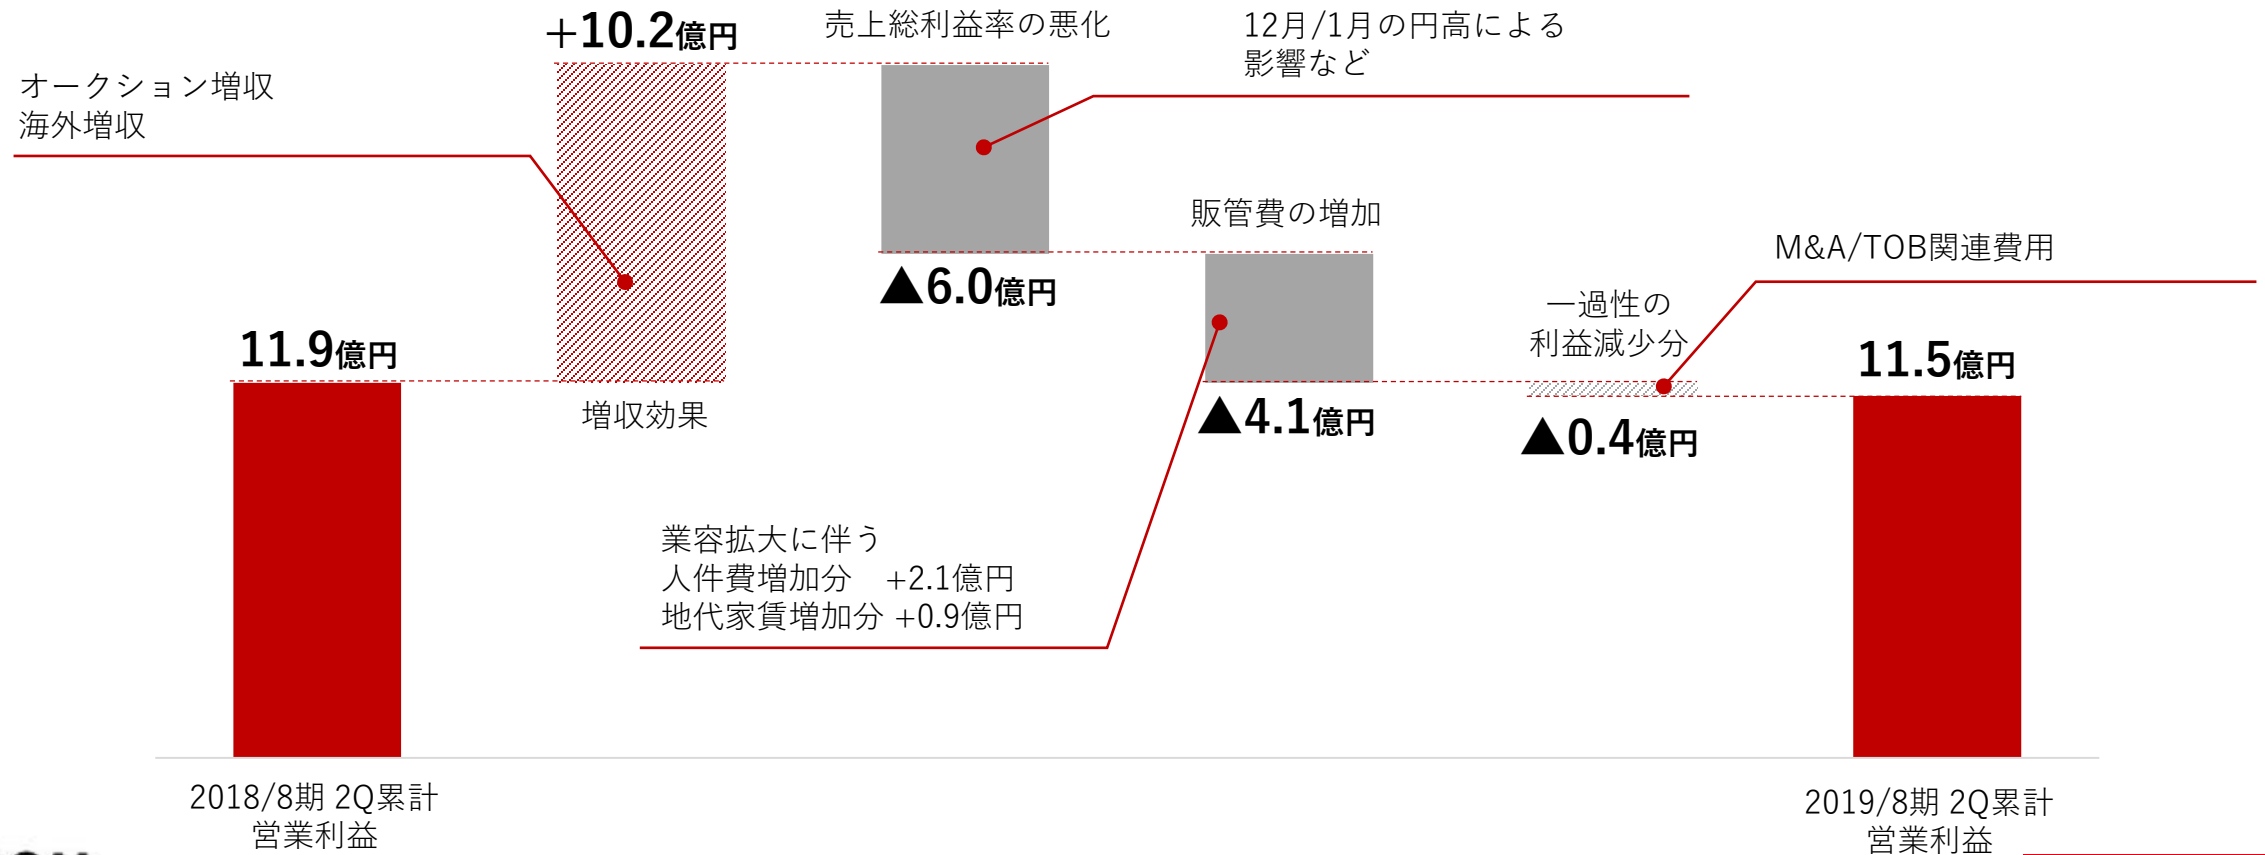 +10.2億円
売上総利益率の悪化
12月/1月の円高による
影響など
オークション増収
海外増収
販管費の増加
M&A/TOB関連費用
▲6.0億円
一過性の
利益減少分
11.9億円
11.5億円
増収効果
▲4.1億円
▲0.4億円
業容拡大に伴う
人件費増加分 +2.1億円
地代家賃増加分 +0.9億円
2018/8期 2Q累計
営業利益
2019/8期 2Q累計
営業利益